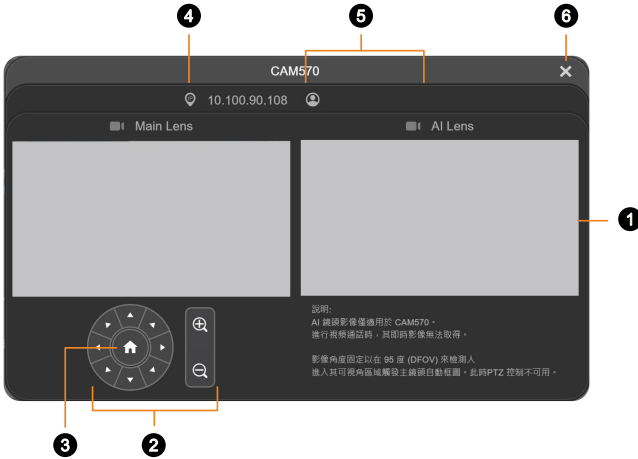 4
5
6
CAM570
10.100.90.108
Main Lens
AI Lens
1
說明:
AI 鏡頭影像僅適用於 CAM570。
進行視頻通話時，其即時影像無法取得。
影像角度固定以在 95 度 (DFOV) 來檢測人
進入其可視角區域觸發主鏡頭自動框圍。此時PTZ 控制不可用。
3
2